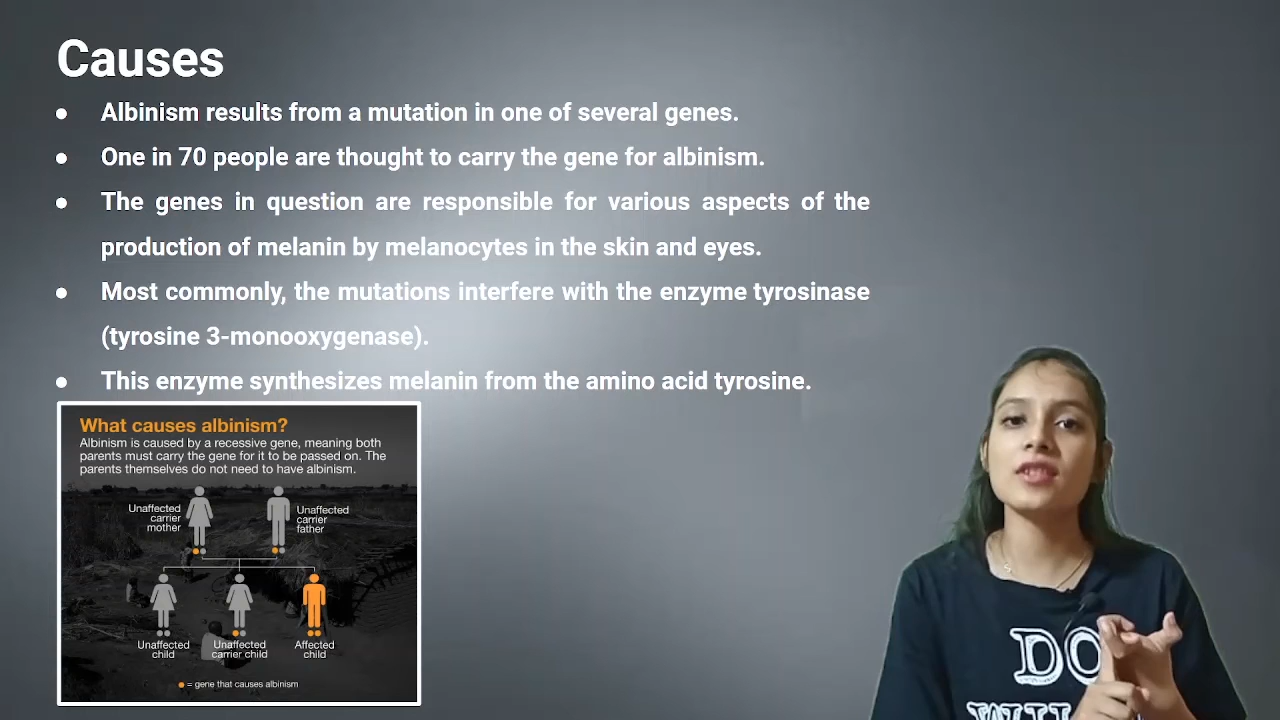 Causes
● Albinism results from a mutation in one of several genes.
● One in 70 people are thought to carry the gene for albinism.
● The genes in question are responsible for various aspects of the
production of melanin by melanocytes in the skin and eyes.
● Most commonly, the mutations interfere with the enzyme tyrosinase
(tyrosine 3-monooxygenase).
● This enzyme synthesizes melanin from the amino acid tyrosine.
What causes albinism?
Albinism is caused by a recessive gene, meaning both
parents must carry the gene for it to be passed on. The
parents themselves do not need to have albinism.
Unaffected
carrier
mother
Unaffected
carrier
father
Unaffected
child
Unaffected
carrier child
Affected
child
= gene that causes albinism
DO